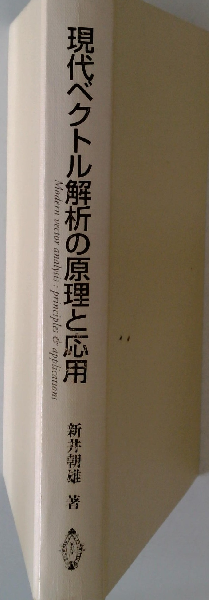 現代ベクトル解析の原理と応用
Modern vector analysis : principles & applications
新井朝雄 著